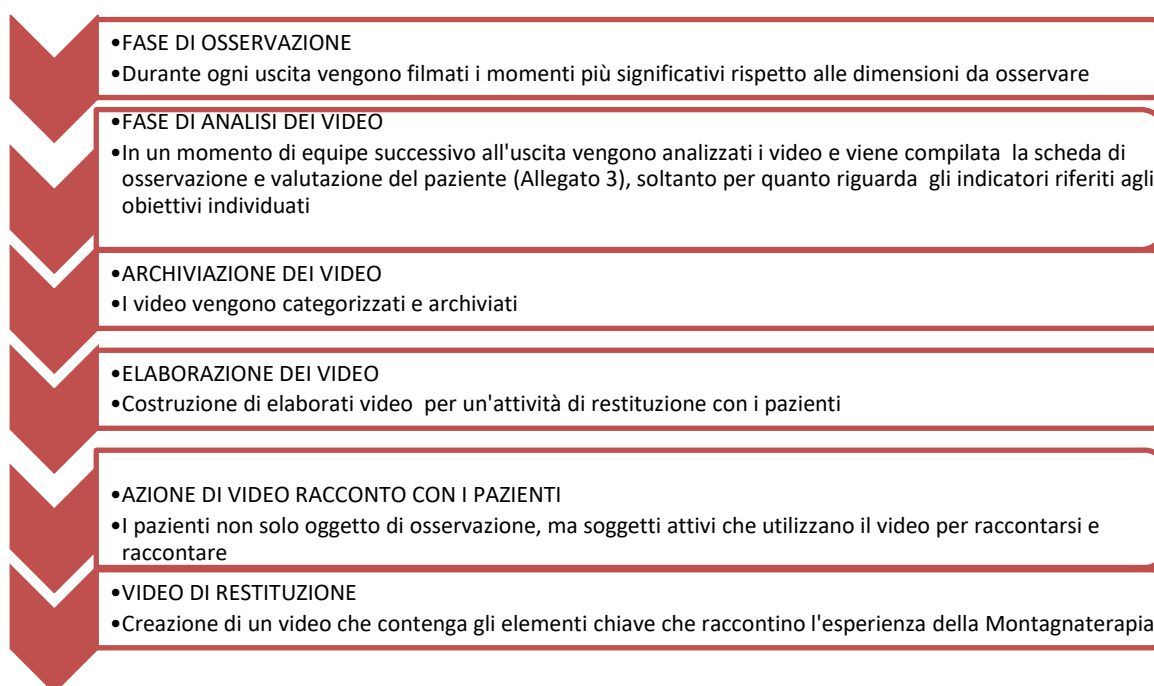 •FASE DI OSSERVAZIONE
•Durante ogni uscita vengono filmati i momenti più significativi rispetto alle dimensioni da osservare
•FASE DI ANALISI DEI VIDEO
•In un momento di equipe successivo all'uscita vengono analizzati i video e viene compilata  la scheda di
osservazione e valutazione del paziente (Allegato 3), soltanto per quanto riguarda  gli indicatori riferiti agli
obiettivi individuati
•ARCHIVIAZIONE DEI VIDEO
•I video vengono categorizzati e archiviati
•ELABORAZIONE DEI VIDEO
•Costruzione di elaborati video  per un'attività di restituzione con i pazienti
•AZIONE DI VIDEO RACCONTO CON I PAZIENTI
•I pazienti non solo oggetto di osservazione, ma soggetti attivi che utilizzano il video per raccontarsi e
raccontare
•VIDEO DI RESTITUZIONE
•Creazione di un video che contenga gli elementi chiave che raccontino l'esperienza della Montagnaterapia